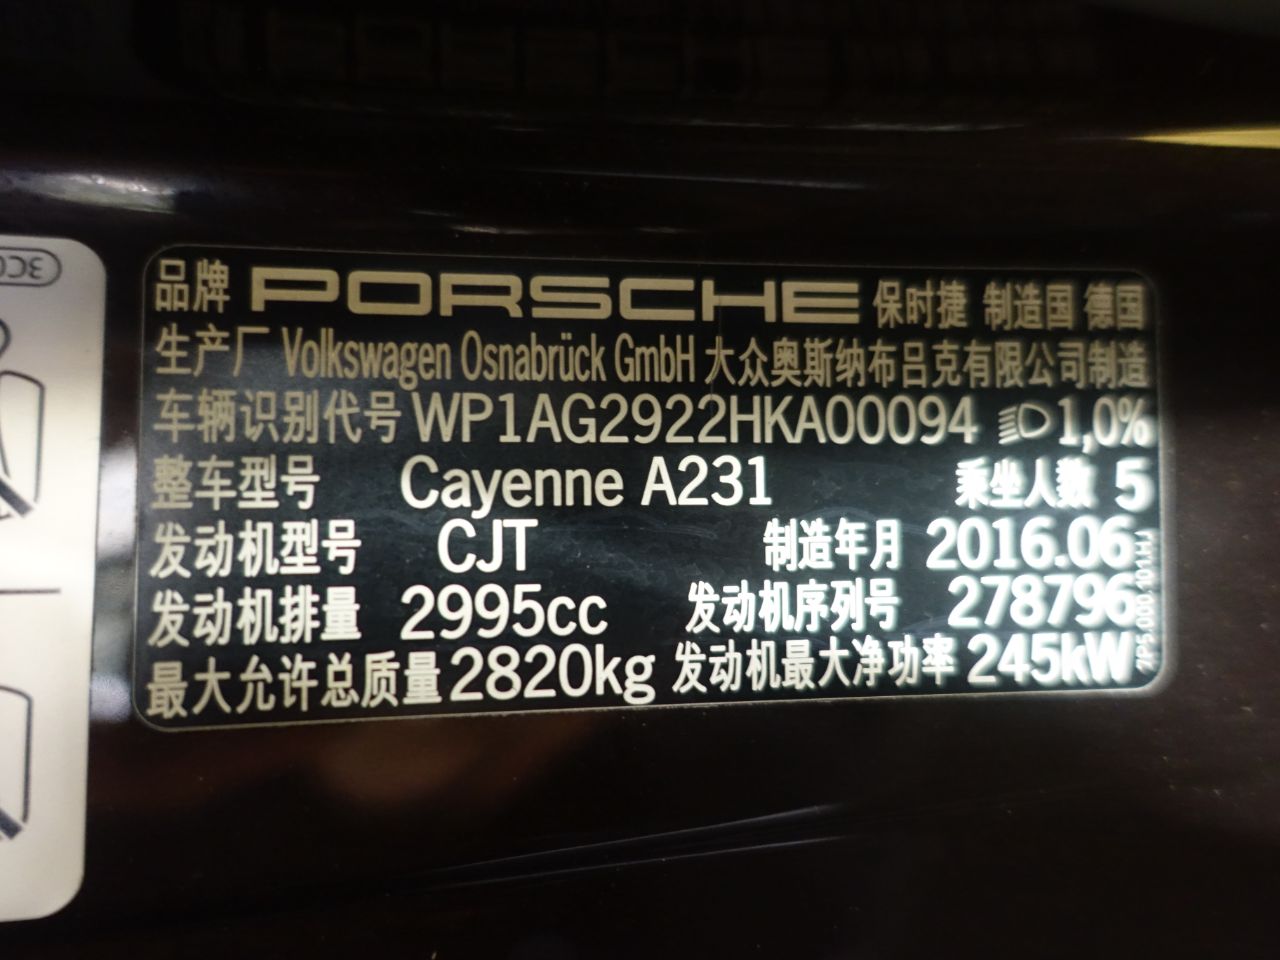 品牌 PORSCHE 保时捷 制造国 德国
生产厂 Volkswagen Osnabrück GmbH 大众奥斯纳布吕克有限公司制造
车辆识别代号 WP1AG2922HKA00094 1,0%
整车型号 Cayenne A231 乘坐人数 5
发动机型号 CJT 制造年月 2016.06
发动机排量 2995cc 发动机序列号 278796
最大允许总质量 2820kg 发动机最大净功率 245kW